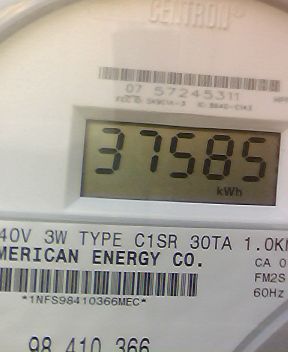 CENTRON®
07 57245311
37585
kWh
40V 3W TYPE C1SR 30TA 1.0K
MERICAN ENERGY CO.
CA 0
FM2S
60Hz
*1NFS98410366MEC*
98 410 366